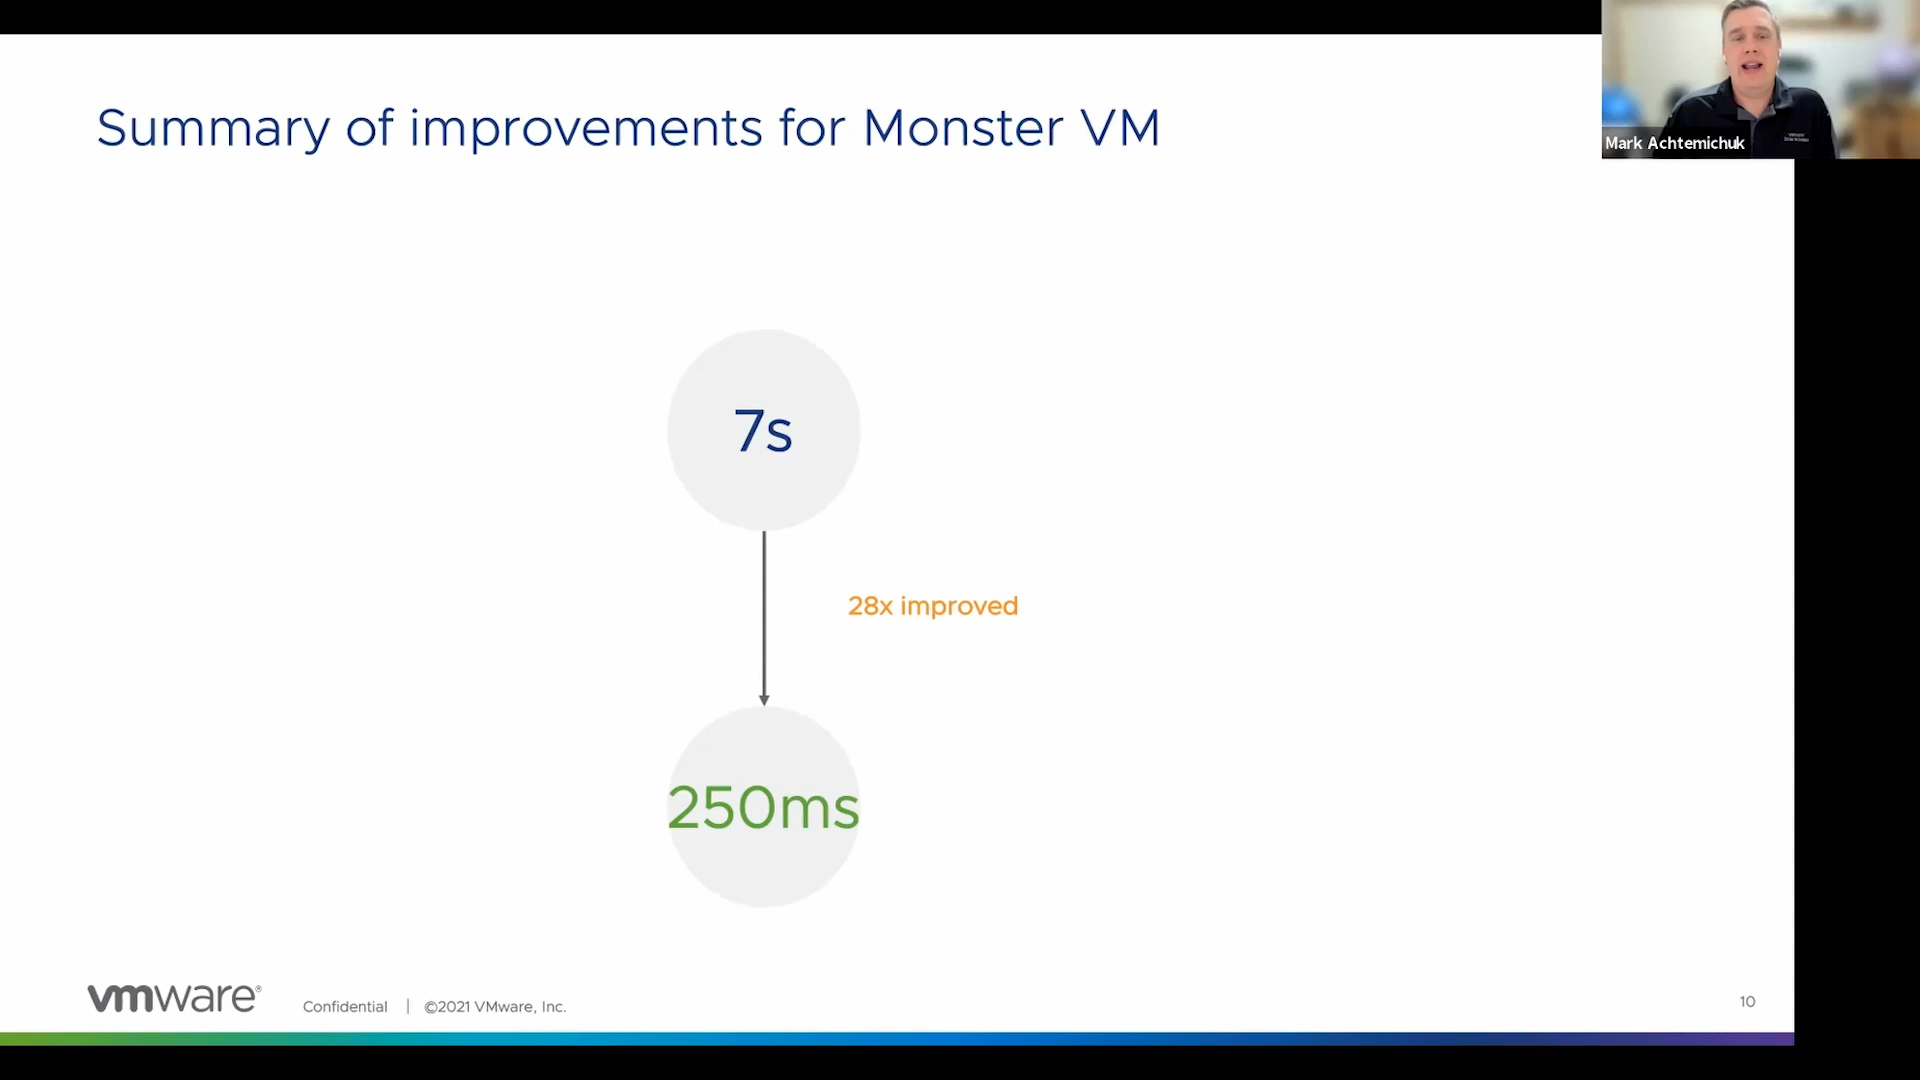 Summary of improvements for Monster VM
Mark Achtemichuk
7s
28x improved
250ms
vmware®
Confidential | ©2021 VMware, Inc.
10